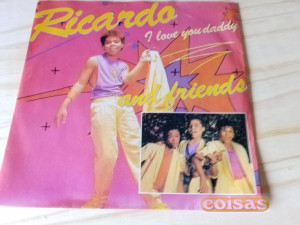 Ricardo
I love you daddy
and friends
coisas